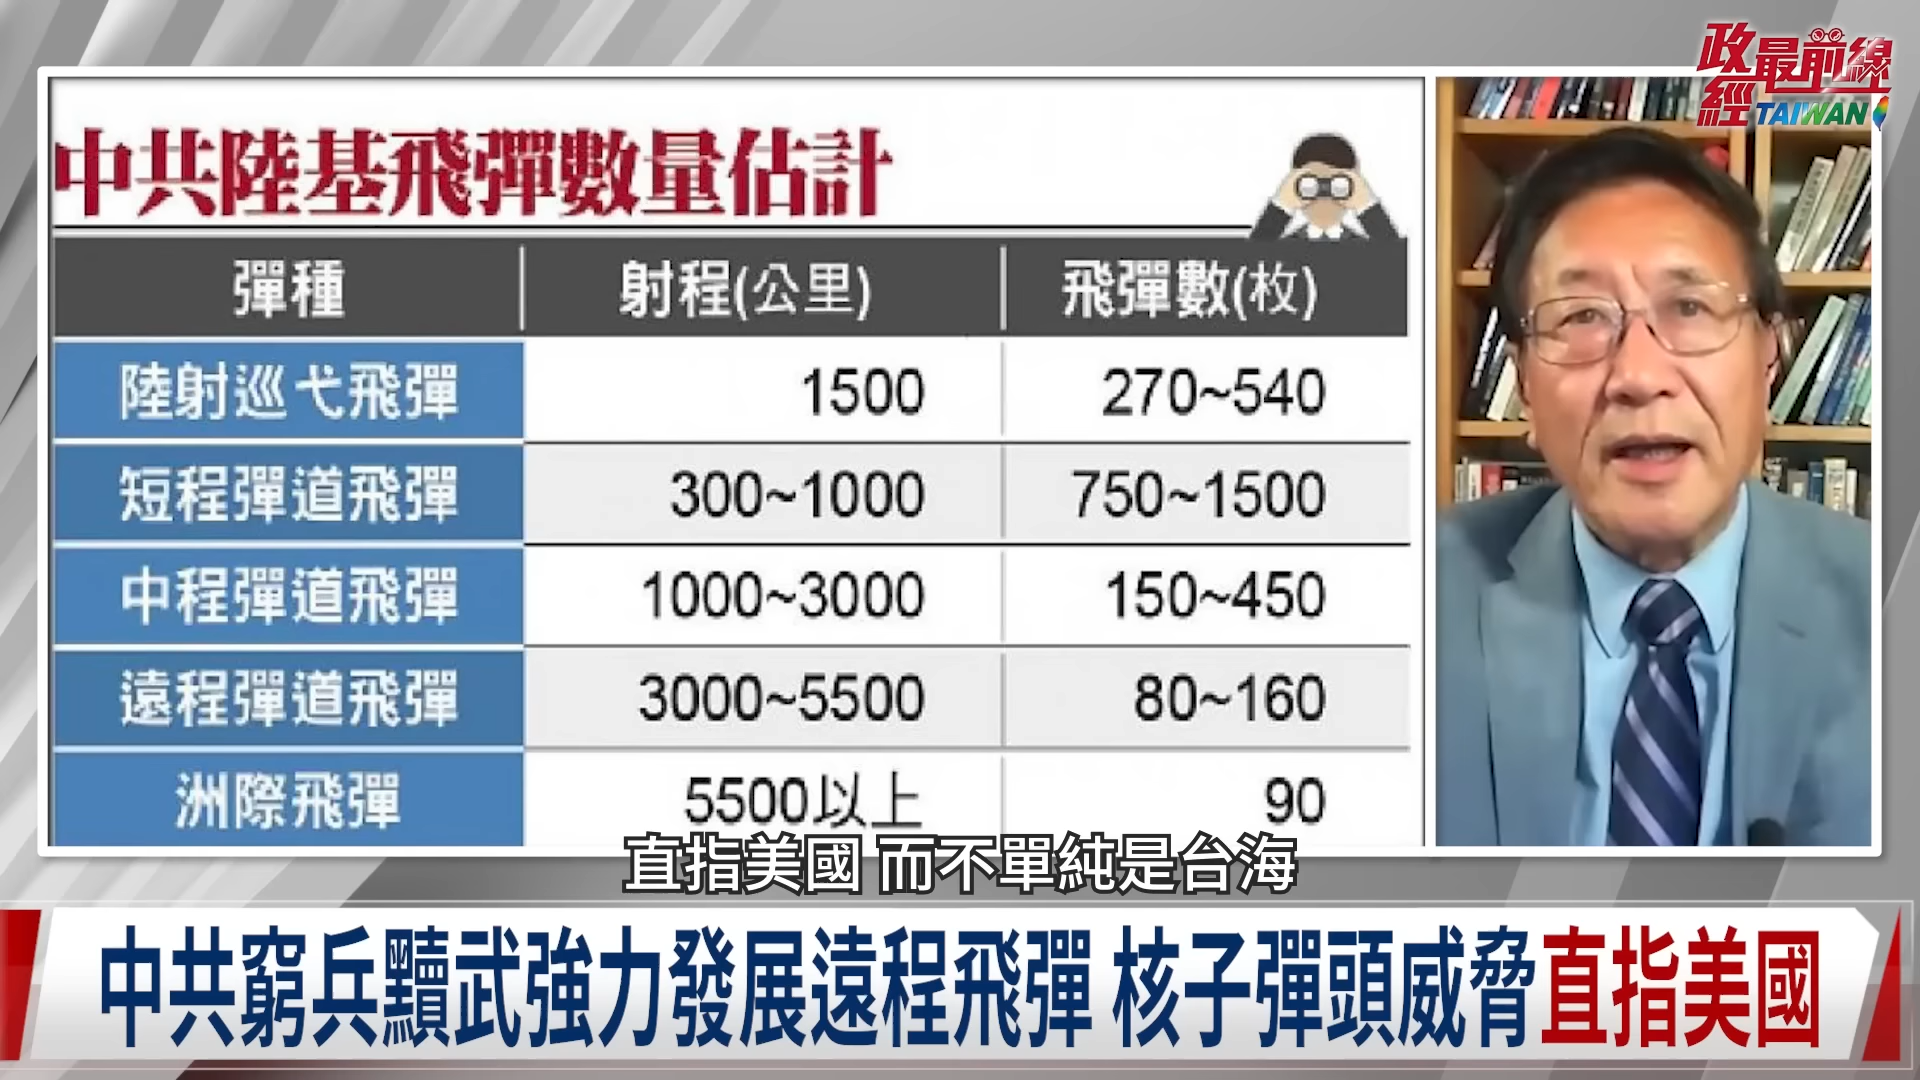 政經最前線
TAIWAN
中共陸基飛彈數量估計
彈種 射程(公里) 飛彈數(枚)
陸射巡弋飛彈 1500 270~540
短程彈道飛彈 300~1000 750~1500
中程彈道飛彈 1000~3000 150~450
遠程彈道飛彈 3000~5500 80~160
洲際飛彈 5500以上 90
直指美國 而不單純是台海
中共窮兵黷武強力發展遠程飛彈 核子彈頭威脅直指美國